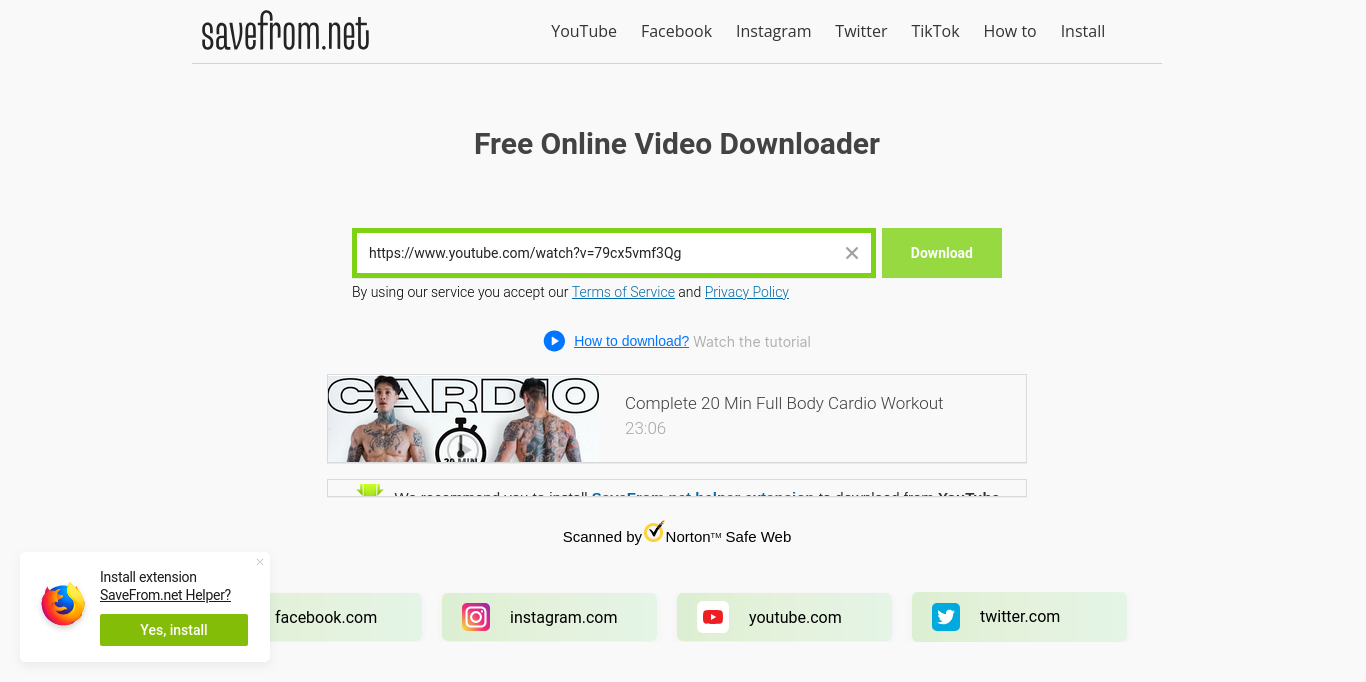 savefrom.net
YouTube Facebook Instagram Twitter TikTok How to Install
Free Online Video Downloader
https://www.youtube.com/watch?v=79cx5vmf3Qg
Download
By using our service you accept our Terms of Service and Privacy Policy
How to download? Watch the tutorial
CARDIO
20 MIN
Complete 20 Min Full Body Cardio Workout
23:06
We recommend you to install SaveFrom.net helper extension to download from YouTube
Scanned by Norton™ Safe Web
Install extension
SaveFrom.net Helper?
Yes, install
facebook.com
instagram.com
youtube.com
twitter.com